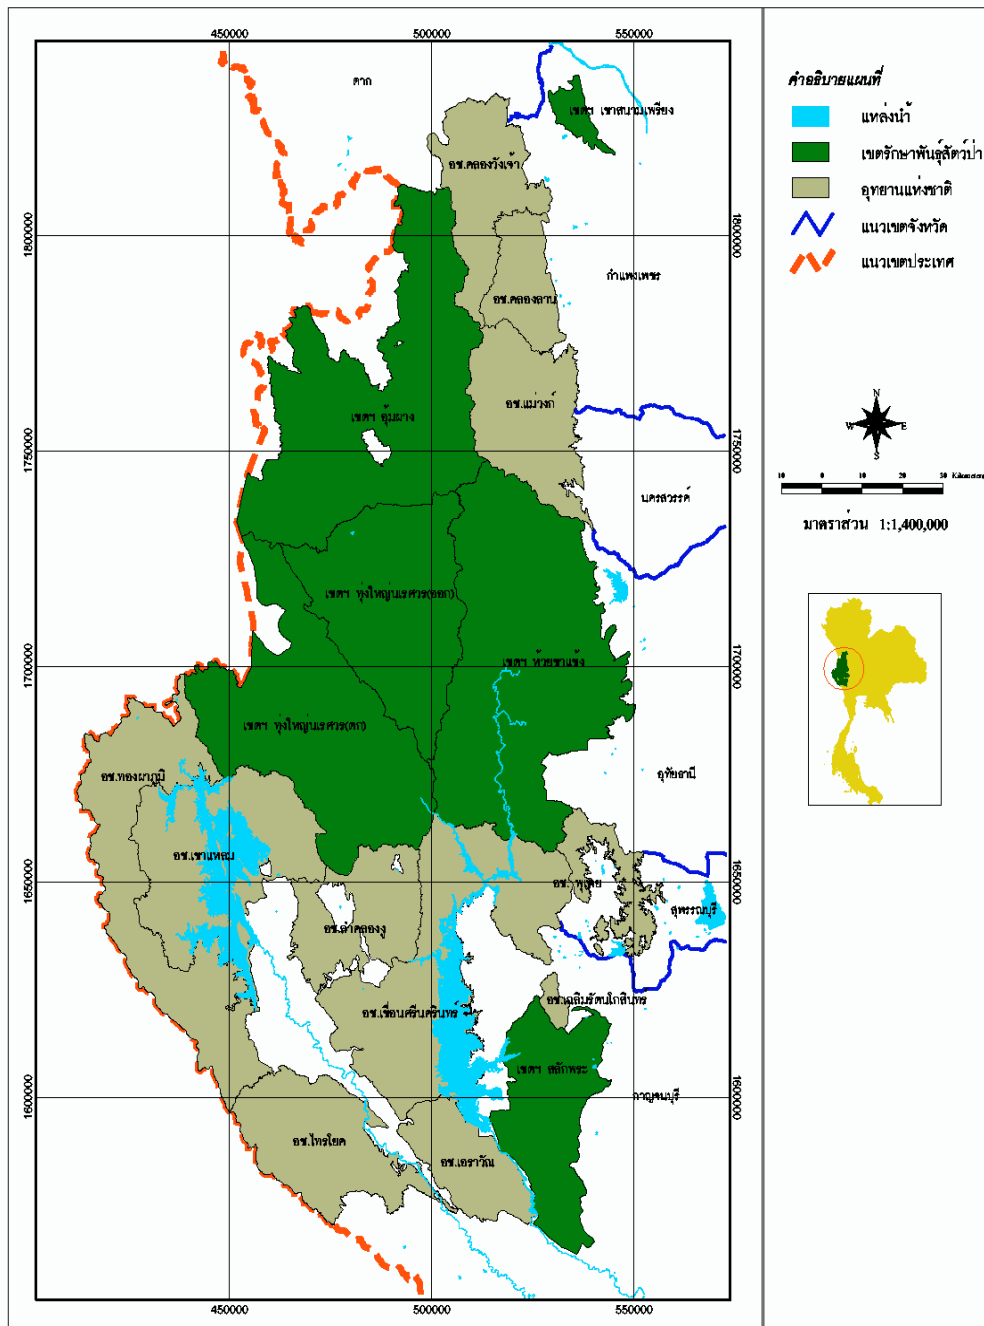 450000
500000
550000
ตาก
เขตฯ เขาสนามเพรียง
อช.คลองวังเจ้า
1800000
1800000
กำแพงเพชร
อช.คลองลาน
อช.แม่วงก์
เขตฯ อุ้มผาง
1750000
1750000
นครสวรรค์
เขตฯ ทุ่งใหญ่นเรศวร(ออก)
เขตฯ ห้วยขาแข้ง
1700000
1700000
เขตฯ ทุ่งใหญ่นเรศวร(ตก)
อช.ทองผาภูมิ
อุทัยธานี
อช.เขาแหลม
อช. พุเตย
1650000
1650000
สุพรรณบุรี
อช.ลำคลองงู
อช.เฉลิมรัตนโกสินทร์
อช.เขื่อนศรีนครินทร์
เขตฯ สลักพระ
1600000
1600000
กาญจนบุรี
อช.ไทรโยค
อช.เอราวัณ
450000
500000
550000
คำอธิบายแผนที่
แหล่งน้ำ
เขตรักษาพันธุ์สัตว์ป่า
อุทยานแห่งชาติ
แนวเขตจังหวัด
แนวเขตประเทศ
N
W
E
S
10 0 10 20 30 Kilometers
มาตราส่วน 1:1,400,000